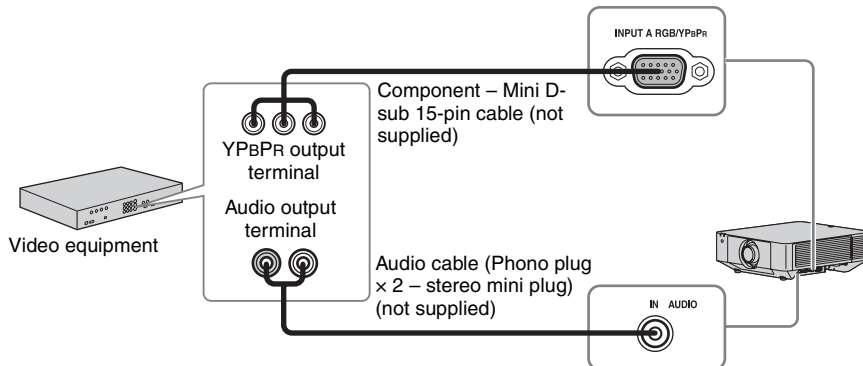 INPUT A RGB/YPBPR
Component – Mini D-
sub 15-pin cable (not
supplied)
YPBPR output
terminal
Audio output
terminal
Video equipment
Audio cable (Phono plug
× 2 – stereo mini plug)
(not supplied)
IN AUDIO